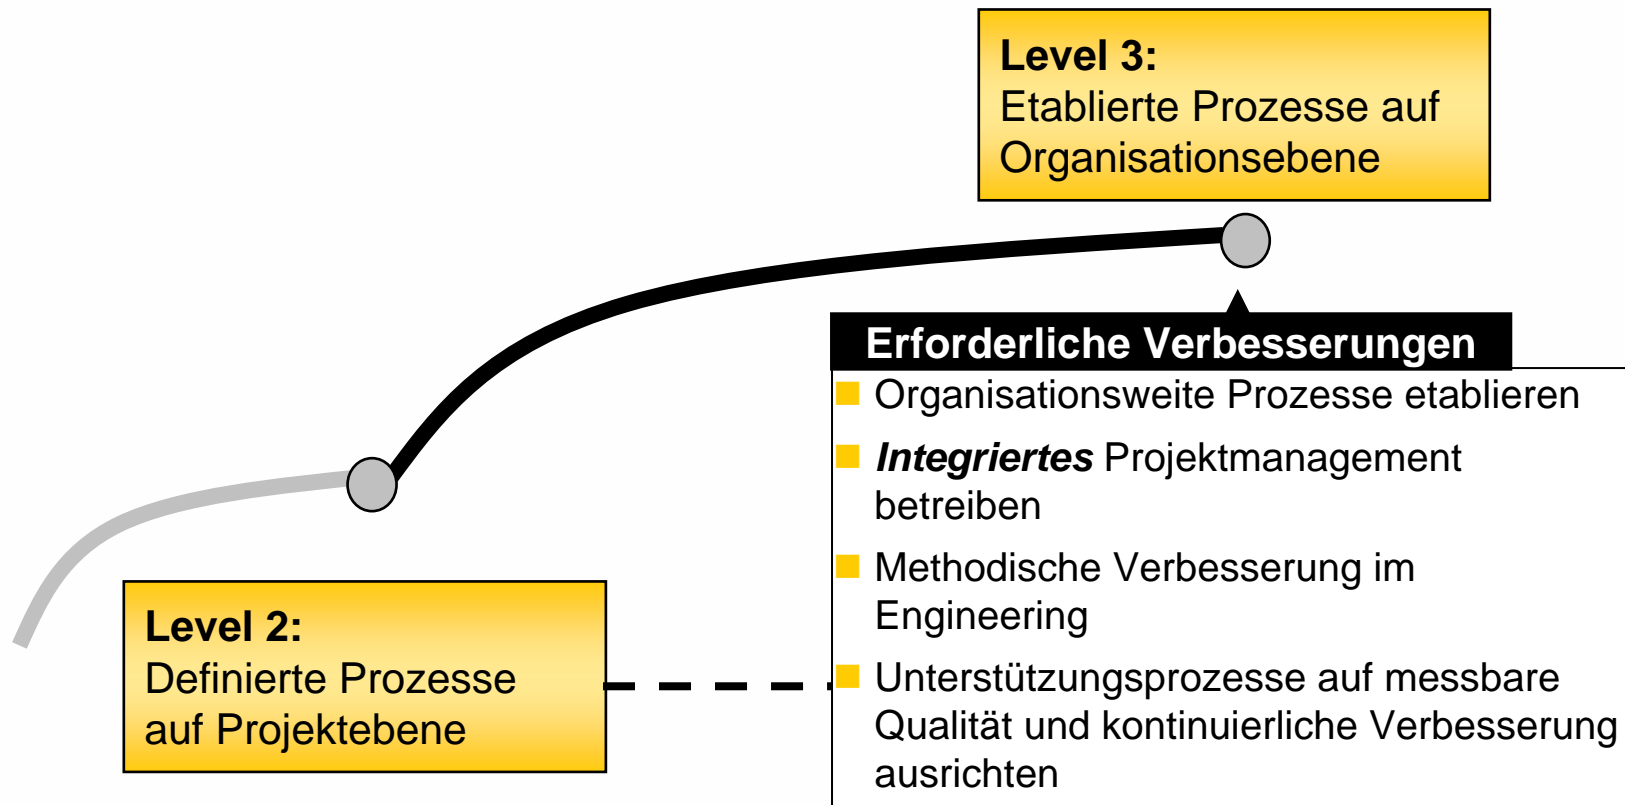 Level 3:
Etablierte Prozesse auf
Organisationsebene
Erforderliche Verbesserungen
Organisationsweite Prozesse etablieren
Integriertes Projektmanagement
betreiben
Methodische Verbesserung im
Engineering
Unterstützungsprozesse auf messbare
Qualität und kontinuierliche Verbesserung
ausrichten
Level 2:
Definierte Prozesse
auf Projektebene